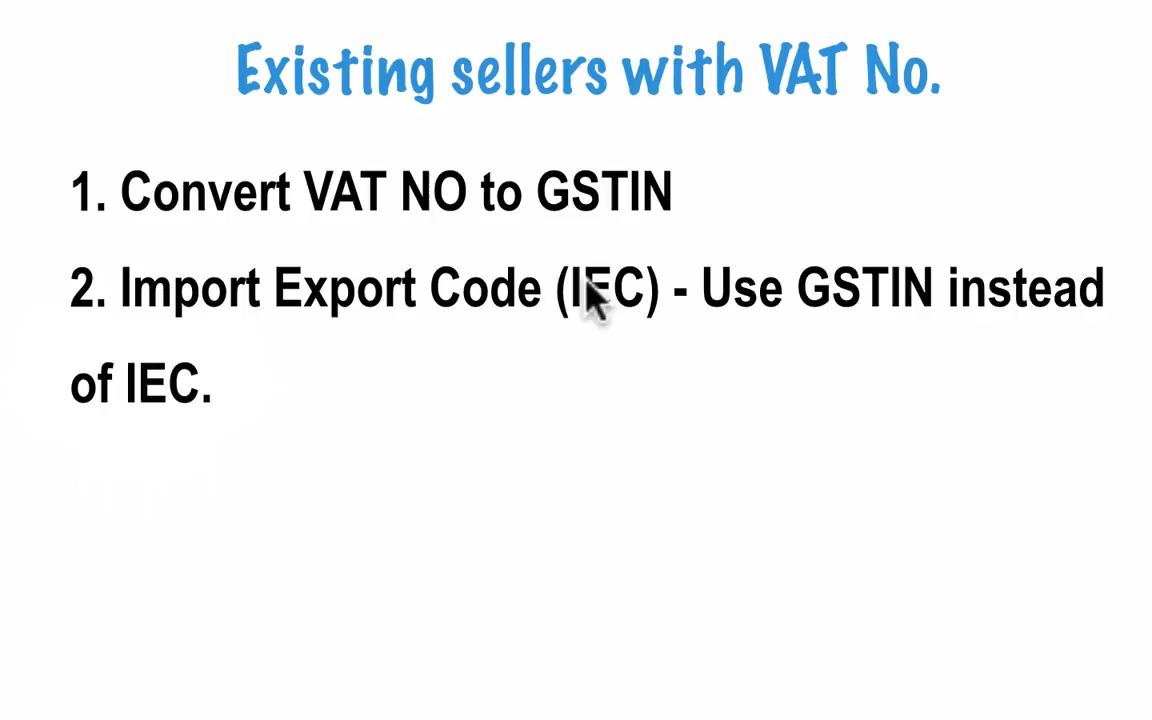 Existing sellers with VAT No.
1. Convert VAT NO to GSTIN
2. Import Export Code (IEC) - Use GSTIN instead
of IEC.